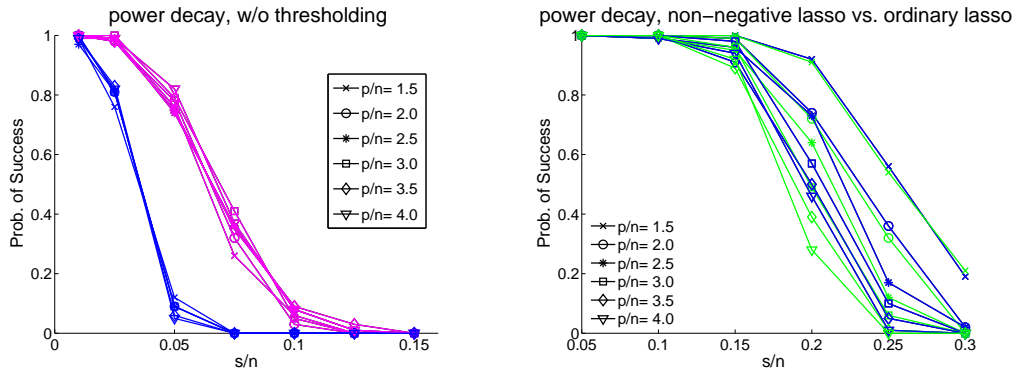 power decay, w/o thresholding
1
0.8
0.6
0.4
0.2
0
Prob. of Success
0
0.05
0.1
0.15
s/n
p/n= 1.5
p/n= 2.0
p/n= 2.5
p/n= 3.0
p/n= 3.5
p/n= 4.0
power decay, non−negative lasso vs. ordinary lasso
1
0.8
0.6
0.4
0.2
0
Prob. of Success
0.05
0.1
0.15
0.2
0.25
0.3
s/n
p/n= 1.5
p/n= 2.0
p/n= 2.5
p/n= 3.0
p/n= 3.5
p/n= 4.0